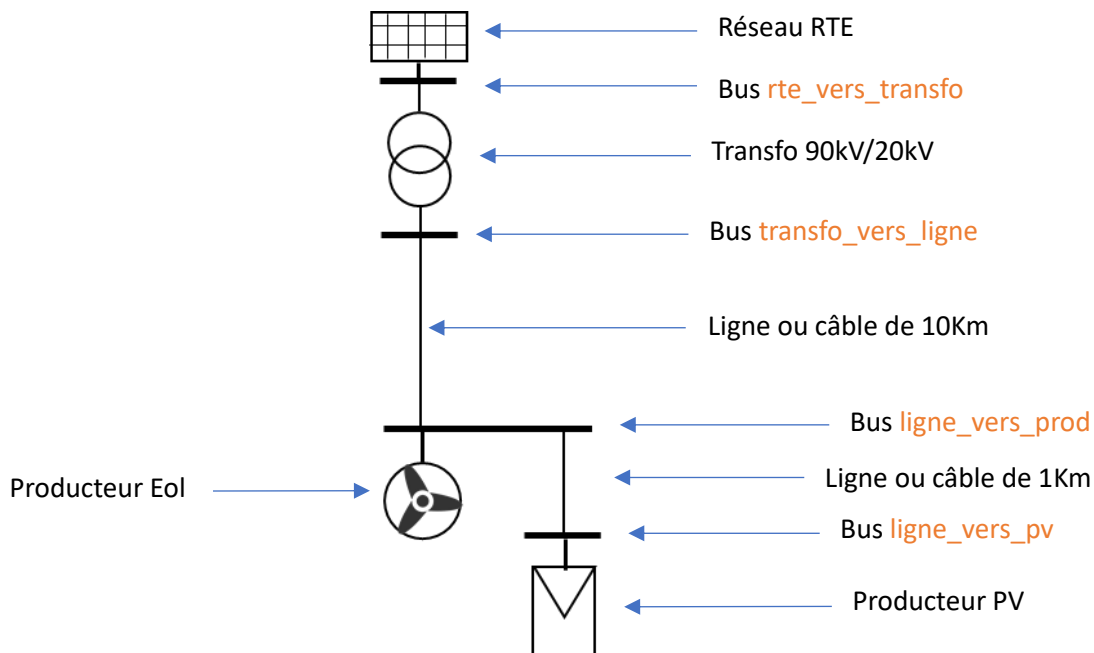 Réseau RTE
Bus rte_vers_transfo
Transfo 90kV/20kV
Bus transfo_vers_ligne
Ligne ou câble de 10Km
Bus ligne_vers_prod
Ligne ou câble de 1Km
Producteur Eol
Bus ligne_vers_pv
Producteur PV